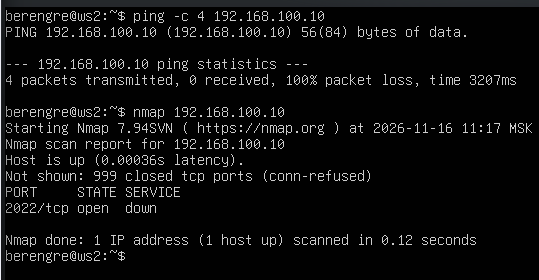 berengre@ws2:~$ ping -c 4 192.168.100.10
PING 192.168.100.10 (192.168.100.10) 56(84) bytes of data.
--- 192.168.100.10 ping statistics ---
4 packets transmitted, 0 received, 100% packet loss, time 3207ms
berengre@ws2:~$ nmap 192.168.100.10
Starting Nmap 7.94SVN ( https://nmap.org ) at 2026-11-16 11:17 MSK
Nmap scan report for 192.168.100.10
Host is up (0.00036s latency).
Not shown: 999 closed tcp ports (conn-refused)
PORT     STATE SERVICE
2022/tcp open  down
Nmap done: 1 IP address (1 host up) scanned in 0.12 seconds
berengre@ws2:~$